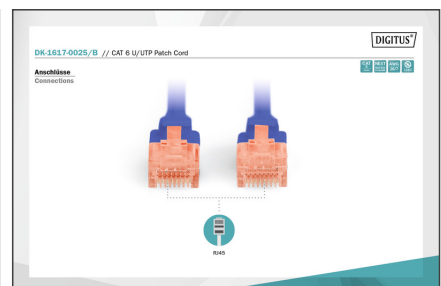 DIGITUS®
DK-1617-0025/B // CAT 6 U/UTP Patch Cord
Anschlüsse
Connections
RJ45